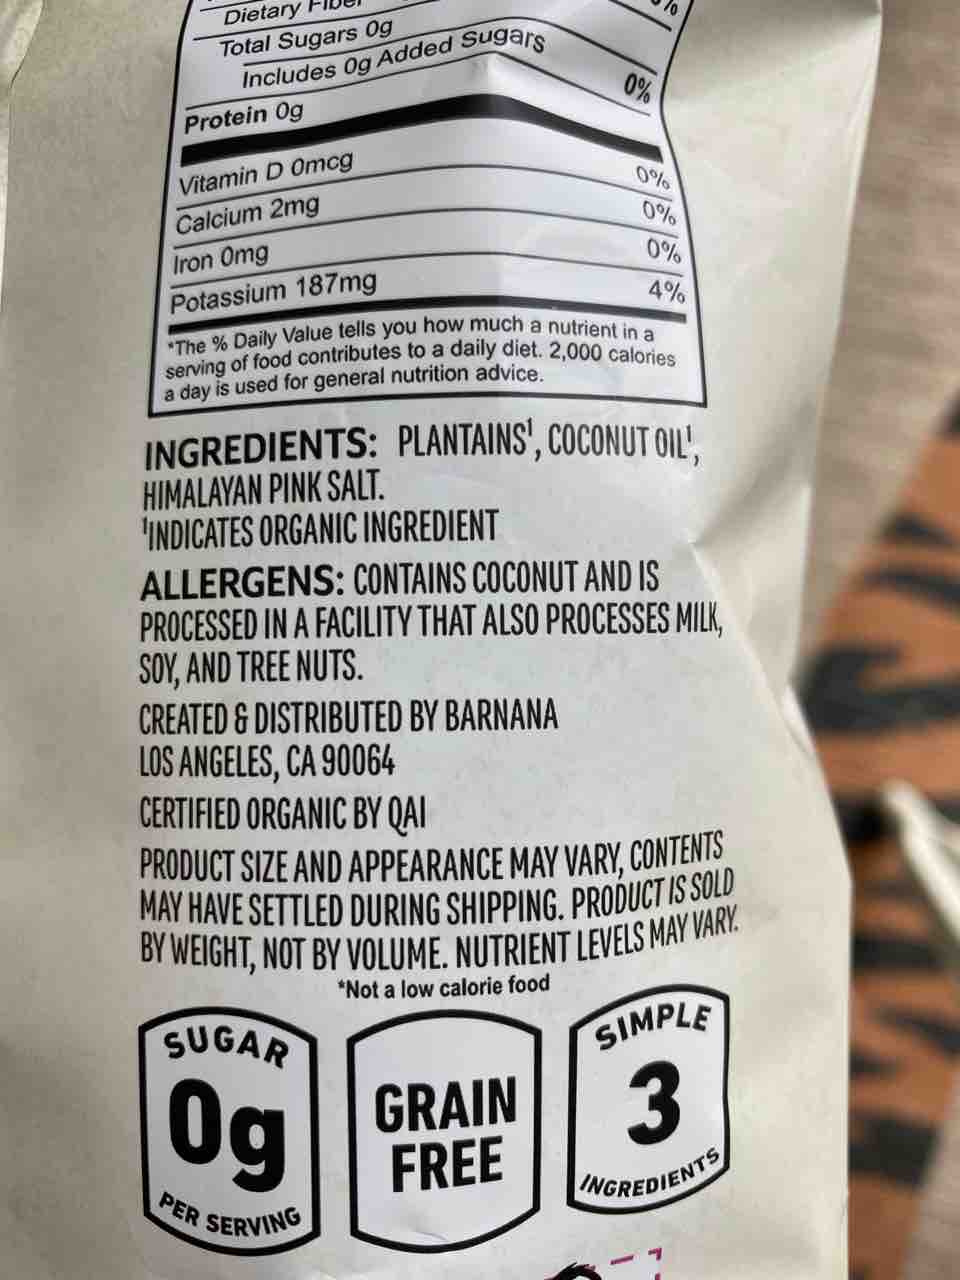 Dietary Fiber
Total Sugars 0g
Includes 0g Added Sugars 0%
Protein 0g
Vitamin D 0mcg 0%
Calcium 2mg 0%
Iron 0mg 0%
Potassium 187mg 4%
*The % Daily Value tells you how much a nutrient in a
serving of food contributes to a daily diet. 2,000 calories
a day is used for general nutrition advice.
INGREDIENTS: PLANTAINS¹, COCONUT OIL¹,
HIMALAYAN PINK SALT.
¹INDICATES ORGANIC INGREDIENT
ALLERGENS: CONTAINS COCONUT AND IS
PROCESSED IN A FACILITY THAT ALSO PROCESSES MILK,
SOY, AND TREE NUTS.
CREATED & DISTRIBUTED BY BARNANA
LOS ANGELES, CA 90064
CERTIFIED ORGANIC BY QAI
PRODUCT SIZE AND APPEARANCE MAY VARY, CONTENTS
MAY HAVE SETTLED DURING SHIPPING. PRODUCT IS SOLD
BY WEIGHT, NOT BY VOLUME. NUTRIENT LEVELS MAY VARY.
*Not a low calorie food
SUGAR
0g
PER SERVING
GRAIN
FREE
SIMPLE
3
INGREDIENTS